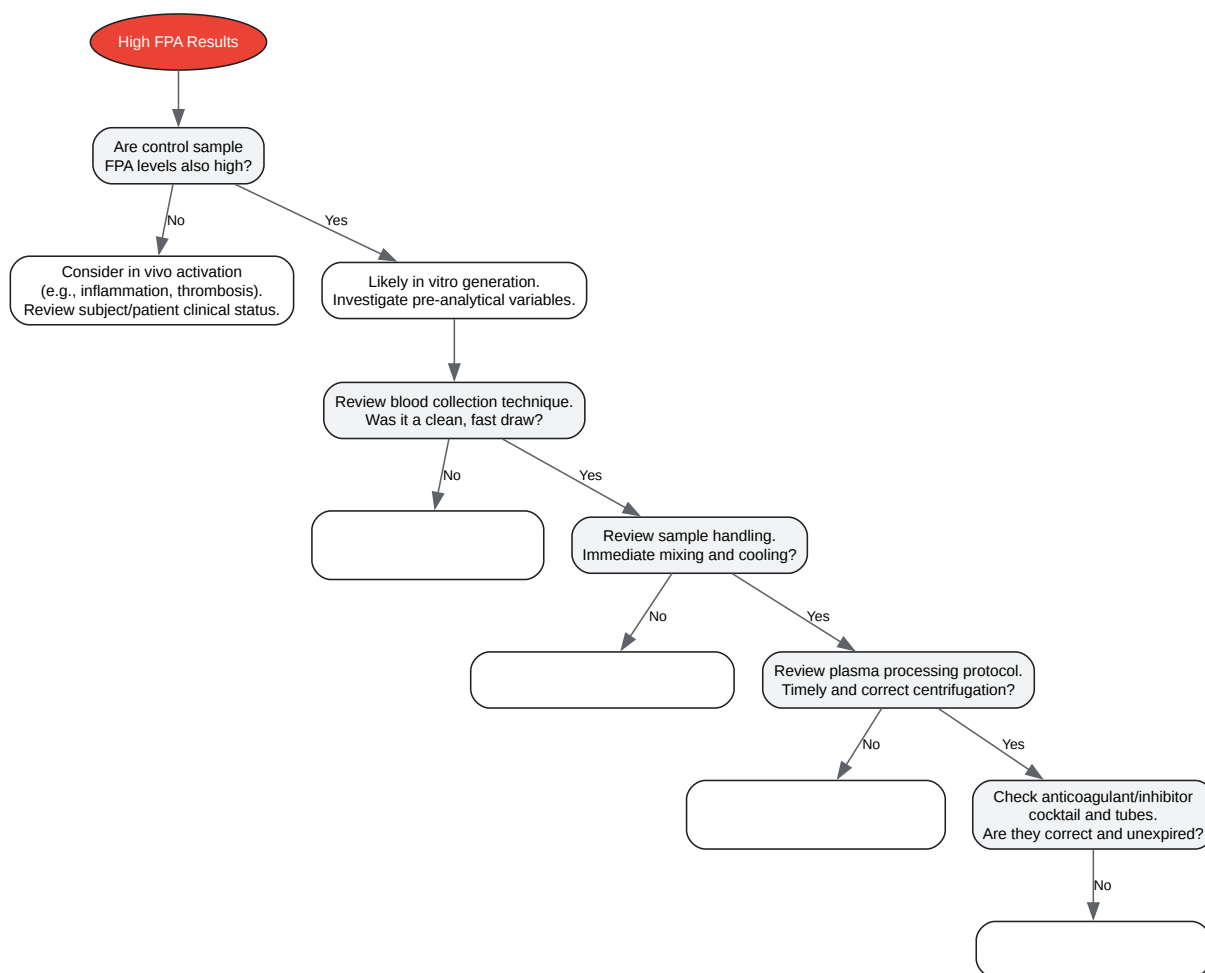 High FPA Results
Are control sample
FPA levels also high?
No
Yes
Consider in vivo activation
(e.g., inflammation, thrombosis).
Review subject/patient clinical status.
Likely in vitro generation.
Investigate pre-analytical variables.
Review blood collection technique.
Was it a clean, fast draw?
No
Yes
Review sample handling.
Immediate mixing and cooling?
No
Yes
Review plasma processing protocol.
Timely and correct centrifugation?
No
Yes
Check anticoagulant/inhibitor
cocktail and tubes.
Are they correct and unexpired?
No